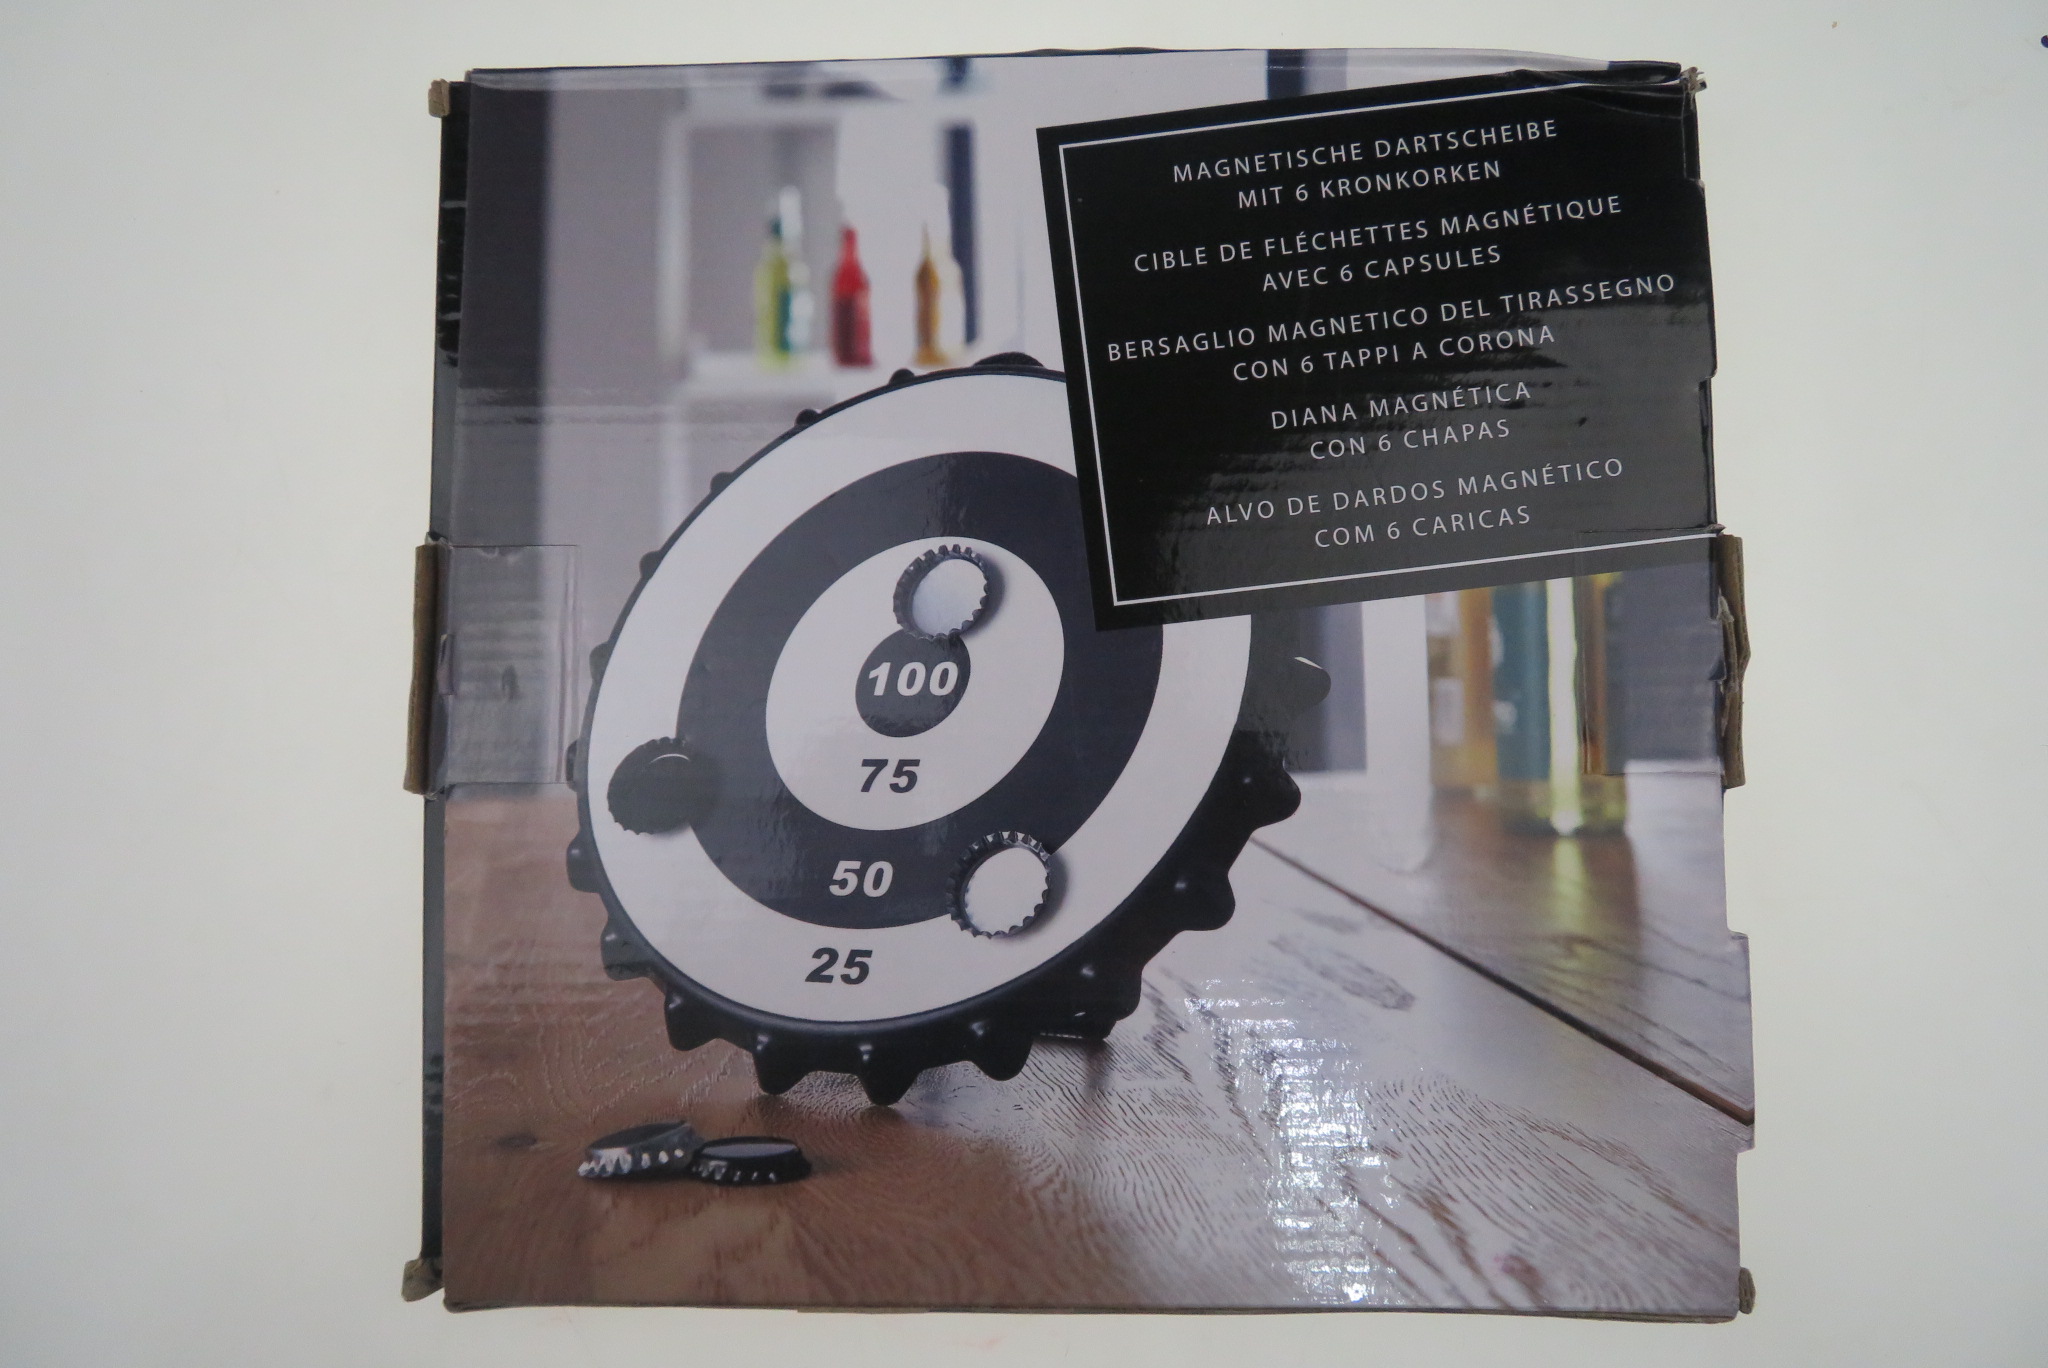 MAGNETISCHE DARTSCHEIBE
MIT 6 KRONKORKEN
CIBLE DE FLÉCHETTES MAGNÉTIQUE
AVEC 6 CAPSULES
BERSAGLIO MAGNETICO DEL TIRASSEGNO
CON 6 TAPPI A CORONA
DIANA MAGNÉTICA
CON 6 CHAPAS
ALVO DE DARDOS MAGNÉTICO
COM 6 CARICAS
100
75
50
25